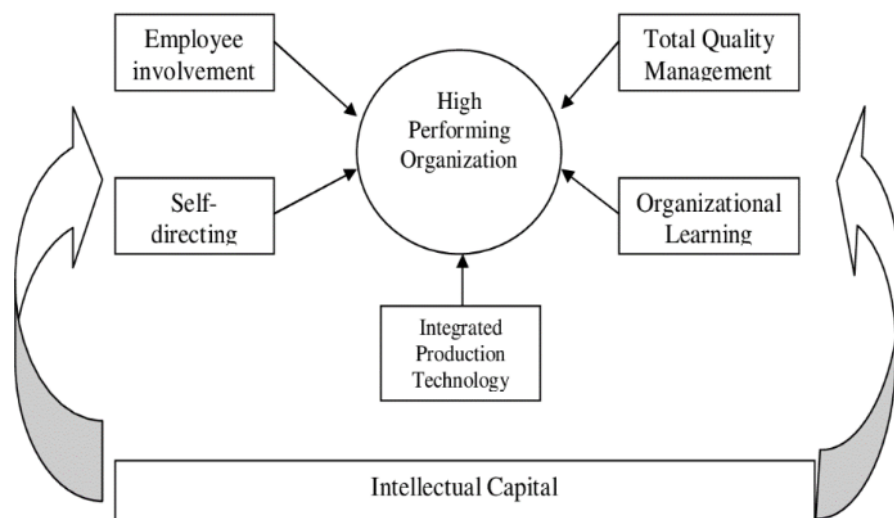 Employee
involvement
Total Quality
Management
High
Performing
Organization
Self-
directing
Organizational
Learning
Integrated
Production
Technology
Intellectual Capital